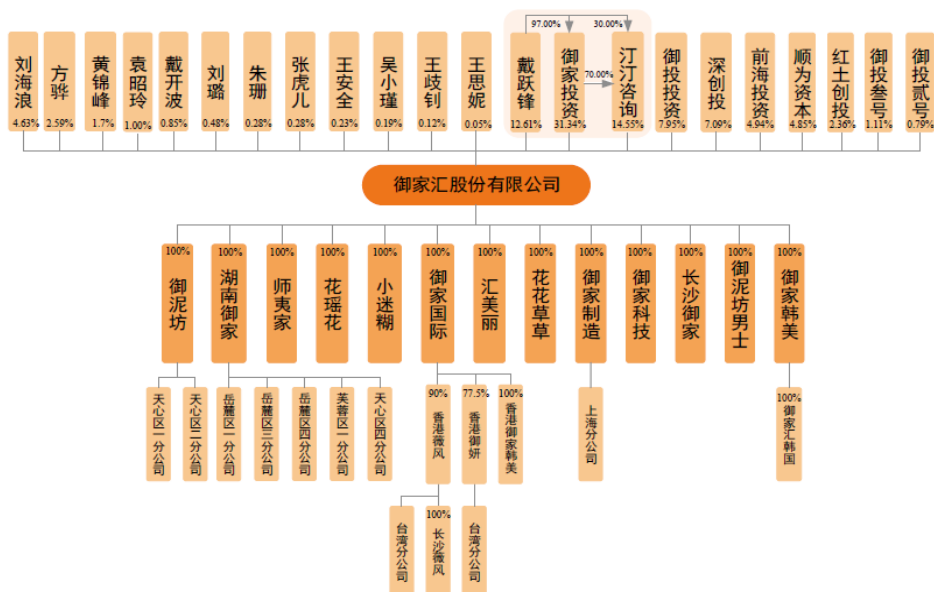 97.00%
30.00%
70.00%
刘海浪
4.63%
方骅
2.59%
黄锦峰
1.7%
袁昭玲
1.00%
戴开波
0.85%
刘璐
0.48%
朱珊
0.28%
张虎儿
0.28%
王安全
0.23%
吴小瑾
0.19%
王歧钊
0.12%
王思妮
0.05%
戴跃锋
12.61%
御家投资
31.34%
汀汀咨询
14.55%
御投投资
7.95%
深创投
7.09%
前海投资
4.94%
顺为资本
4.85%
红土创投
2.36%
御投叁号
1.11%
御投贰号
0.79%
御家汇股份有限公司
100%
御泥坊
100%
湖南御家
100%
师夷家
100%
花瑶花
100%
小迷糊
100%
御家国际
100%
汇美丽
100%
花花草草
100%
御家制造
100%
御家科技
100%
长沙御家
100%
御泥坊男士
100%
御家韩美
天心区一分公司
天心区二分公司
岳麓区一分公司
岳麓区三分公司
岳麓区四分公司
芙蓉区一分公司
天心区四分公司
90%
香港薇风
77.5%
香港御妍
100%
香港御家韩美
上海分公司
100%
御家汇韩国
台湾分公司
100%
长沙薇风
台湾分公司